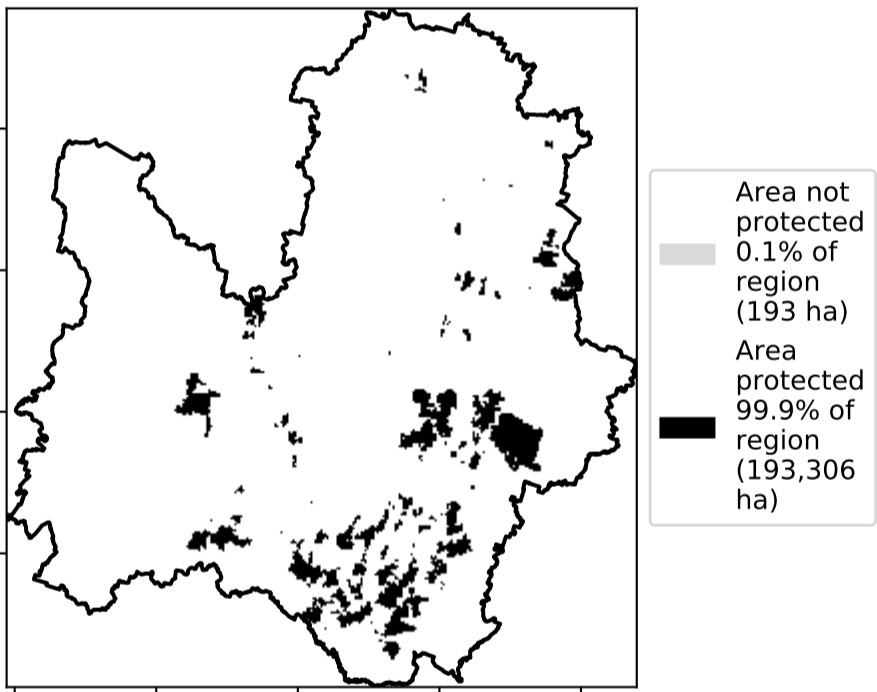 Area not
protected
0.1% of
region
(193 ha)
Area
protected
99.9% of
region
(193,306
ha)